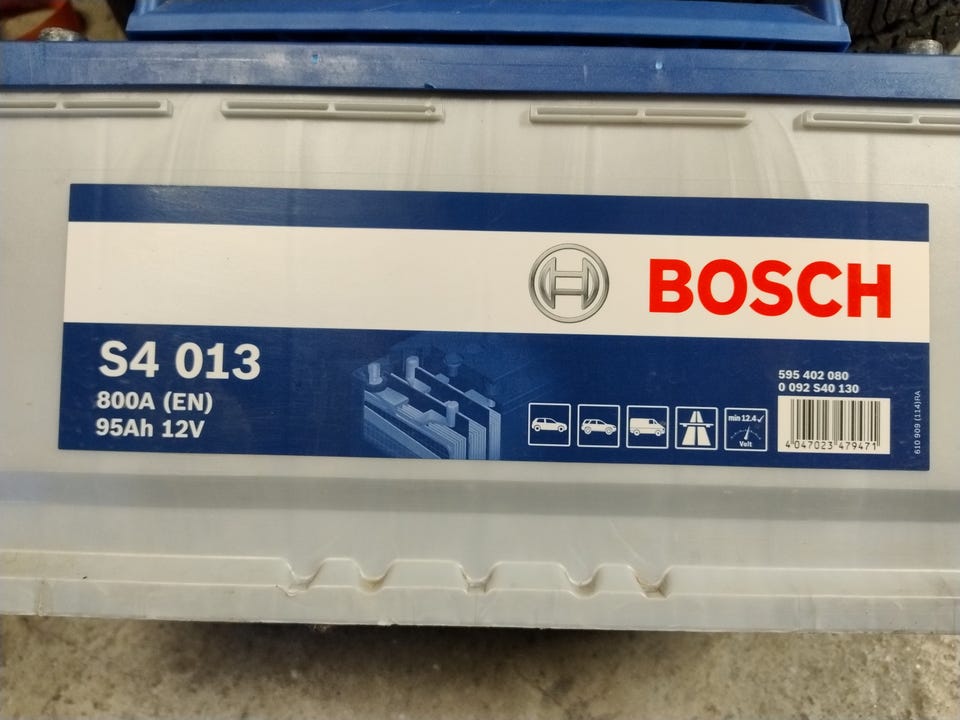 BOSCH
S4 013
800A (EN)
95Ah 12V
min 12.4✓
Volt
595 402 080
0 092 S40 130
4 047023 479471
610 909 (114)BA